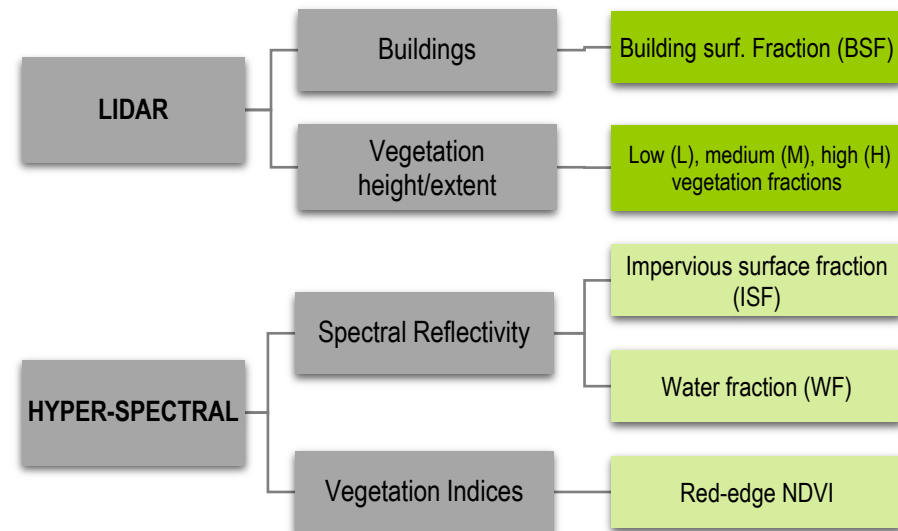 LIDAR
Buildings
Building surf. Fraction (BSF)
Vegetation
height/extent
Low (L), medium (M), high (H)
vegetation fractions
HYPER-SPECTRAL
Spectral Reflectivity
Impervious surface fraction
(ISF)
Water fraction (WF)
Vegetation Indices
Red-edge NDVI